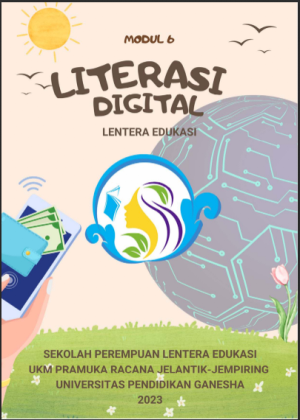 MODUL 6
LITERASI
DIGITAL
LENTERA EDUKASI
SEKOLAH PEREMPUAN LENTERA EDUKASI
UKM PRAMUKA RACANA JELANTIK-JEMPIRING
UNIVERSITAS PENDIDIKAN GANESHA
2023